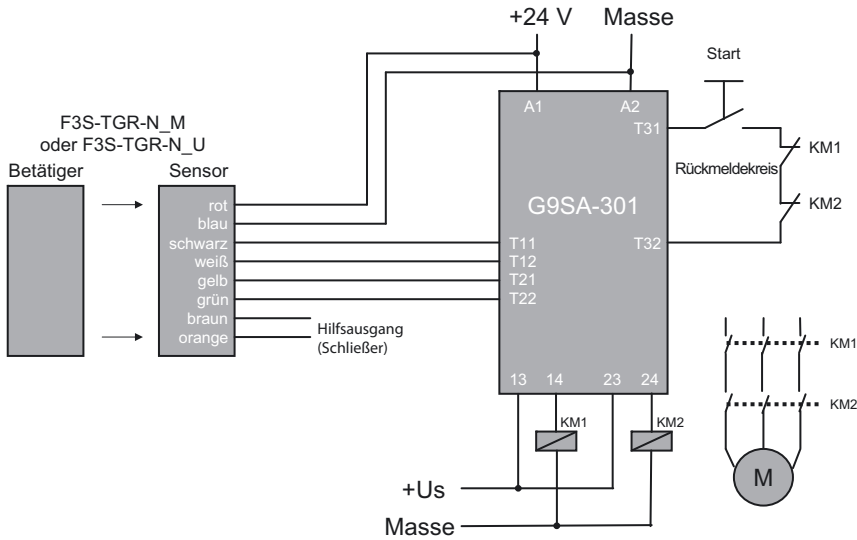 +24 V
Masse
Start
F3S-TGR-N_M
oder F3S-TGR-N_U
Betätiger
Sensor
A1
A2
T31
KM1
Rückmeldekreis
KM2
rot
blau
schwarz
weiß
gelb
grün
braun
orange
G9SA-301
T11
T12
T21
T22
T32
Hilfsausgang
(Schließer)
13
14
23
24
KM1
KM2
KM1
KM2
M
+Us
Masse